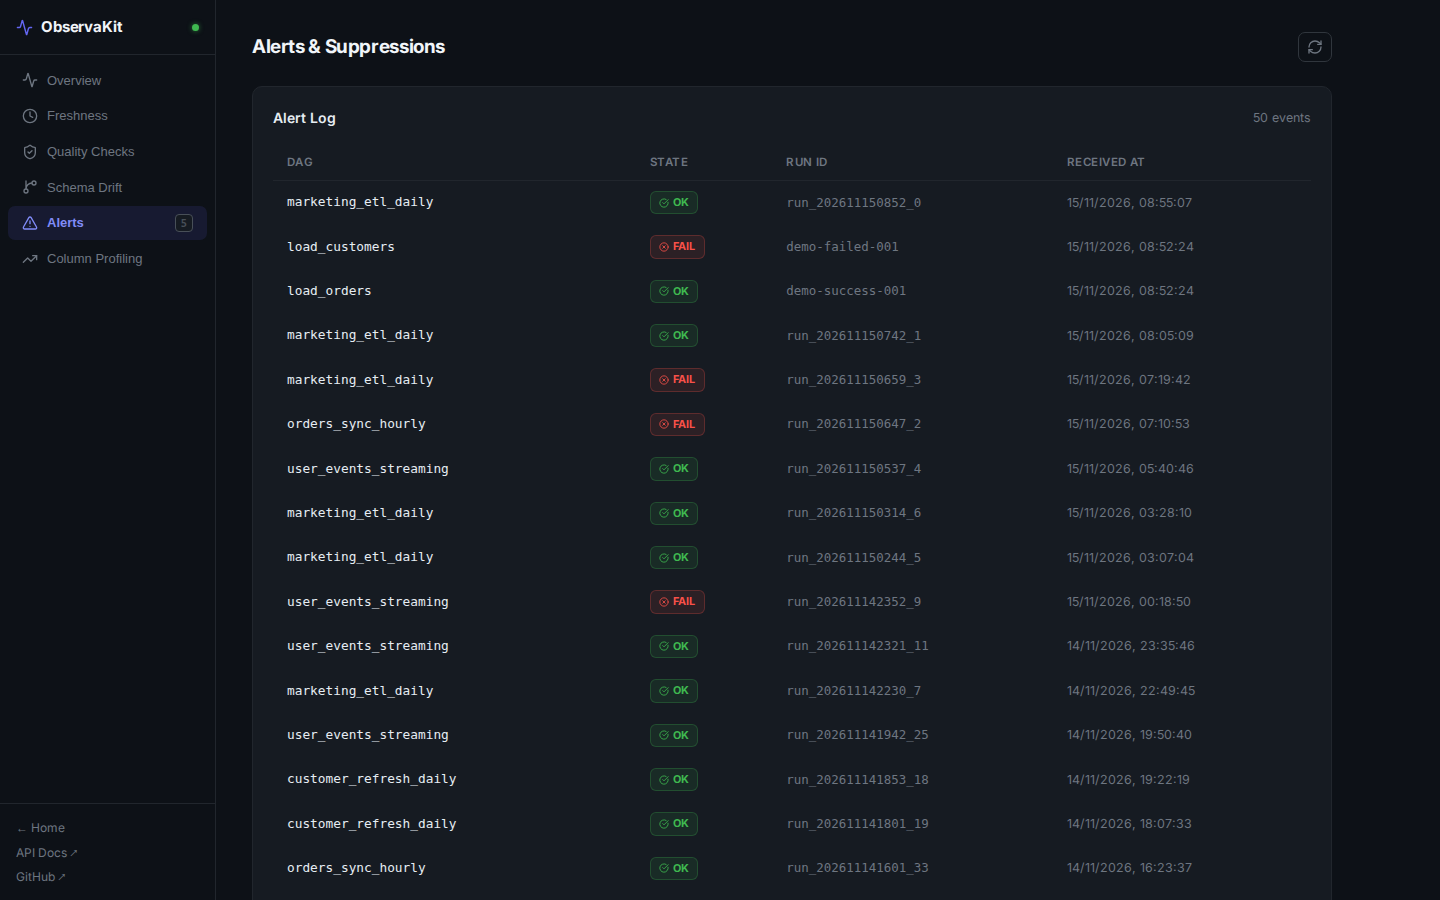 ObservaKit
Overview
Freshness
Quality Checks
Schema Drift
Alerts 5
Column Profiling
← Home
API Docs ↗
GitHub ↗
Alerts & Suppressions
Alert Log 50 events
DAG STATE RUN ID RECEIVED AT
marketing_etl_daily OK run_202611150852_0 15/11/2026, 08:55:07
load_customers FAIL demo-failed-001 15/11/2026, 08:52:24
load_orders OK demo-success-001 15/11/2026, 08:52:24
marketing_etl_daily OK run_202611150742_1 15/11/2026, 08:05:09
marketing_etl_daily FAIL run_202611150659_3 15/11/2026, 07:19:42
orders_sync_hourly FAIL run_202611150647_2 15/11/2026, 07:10:53
user_events_streaming OK run_202611150537_4 15/11/2026, 05:40:46
marketing_etl_daily OK run_202611150314_6 15/11/2026, 03:28:10
marketing_etl_daily OK run_202611150244_5 15/11/2026, 03:07:04
user_events_streaming FAIL run_202611142352_9 15/11/2026, 00:18:50
user_events_streaming OK run_202611142321_11 14/11/2026, 23:35:46
marketing_etl_daily OK run_202611142230_7 14/11/2026, 22:49:45
user_events_streaming OK run_202611141942_25 14/11/2026, 19:50:40
customer_refresh_daily OK run_202611141853_18 14/11/2026, 19:22:19
customer_refresh_daily OK run_202611141801_19 14/11/2026, 18:07:33
orders_sync_hourly OK run_202611141601_33 14/11/2026, 16:23:37